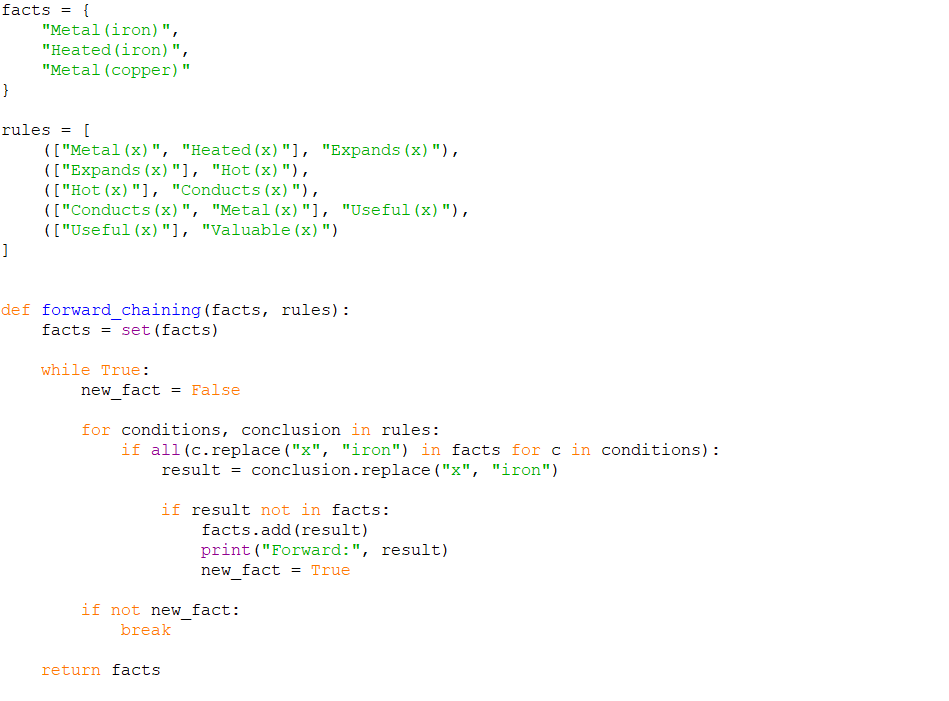 facts = {
    "Metal(iron)",
    "Heated(iron)",
    "Metal(copper)"
}

rules = [
    (["Metal(x)", "Heated(x)"], "Expands(x)"),
    (["Expands(x)"], "Hot(x)"),
    (["Hot(x)"], "Conducts(x)"),
    (["Conducts(x)", "Metal(x)"], "Useful(x)"),
    (["Useful(x)"], "Valuable(x)")
]

def forward_chaining(facts, rules):
    facts = set(facts)

    while True:
        new_fact = False

        for conditions, conclusion in rules:
            if all(c.replace("x", "iron") in facts for c in conditions):
                result = conclusion.replace("x", "iron")

                if result not in facts:
                    facts.add(result)
                    print("Forward:", result)
                    new_fact = True

        if not new_fact:
            break

    return facts